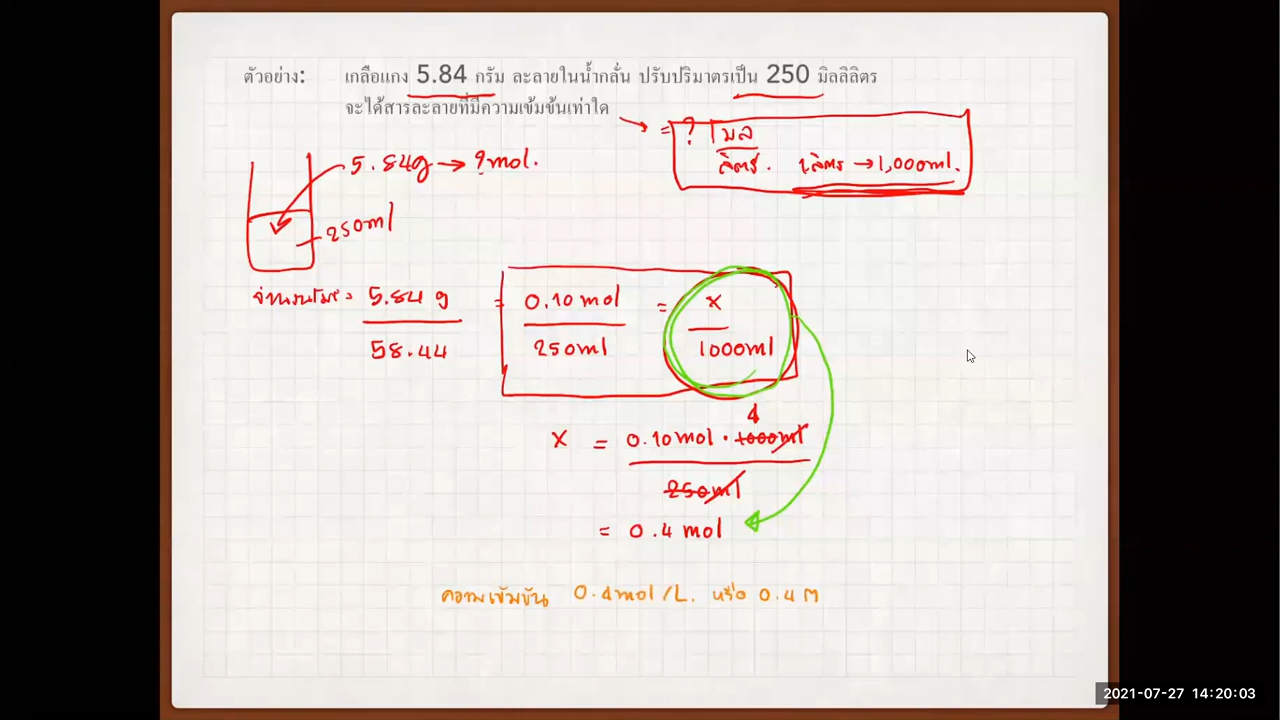 ตัวอย่าง: เกลือแกง 5.84 กรัม ละลายในน้ำกลั่น ปรับปริมาตรเป็น 250 มิลลิลิตร
จะได้สารละลายที่มีความเข้มข้นเท่าใด
= ? โมล
ลิตร. 1ลิตร → 1,000ml.
5.84g → ?mol.
250ml
จำนวนโมล = 5.84 g = 0.10 mol = x
58.44 250ml 1000ml
4
x = 0.10 mol · 1000ml
250ml
= 0.4 mol
ความเข้มข้น 0.4mol/L. หรือ 0.4 M
2021-07-27 14:20:03